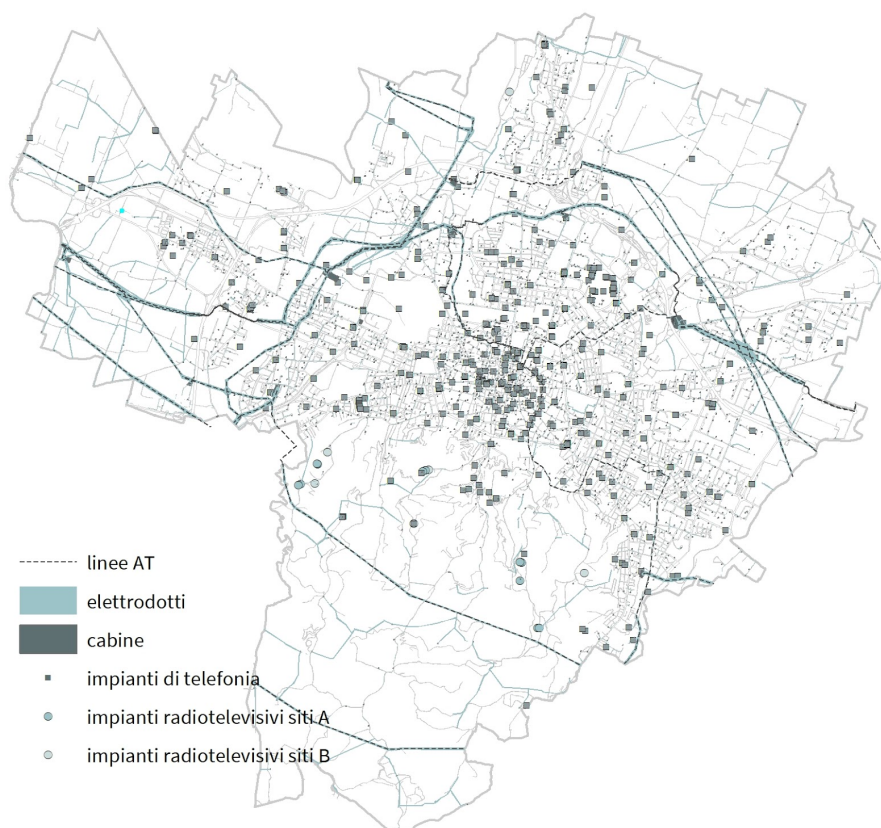 linee AT
elettrodotti
cabine
impianti di telefonia
impianti radiotelevisivi siti A
impianti radiotelevisivi siti B